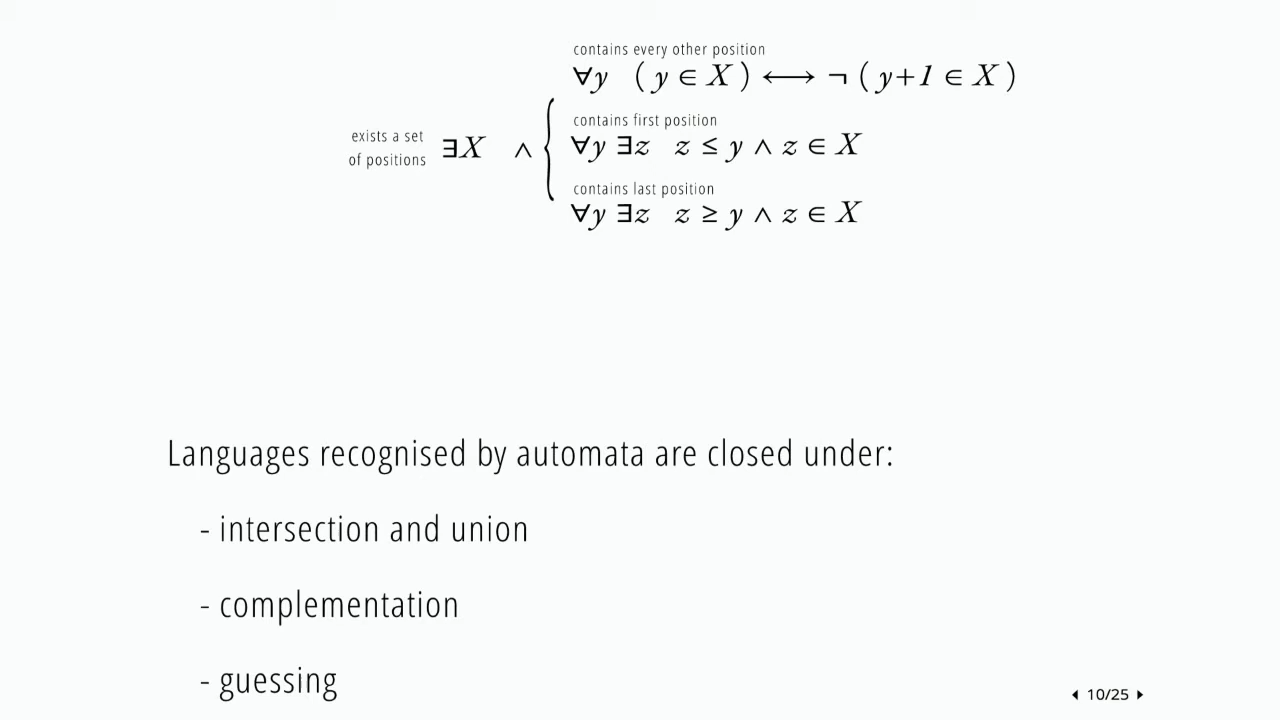 contains every other position
∀y ( y ∈ X ) ⟷ ¬ ( y+1 ∈ X )
contains first position
exists a set
of positions
∃X ∧ { ∀y ∃z z ≤ y ∧ z ∈ X
contains last position
∀y ∃z z ≥ y ∧ z ∈ X
Languages recognised by automata are closed under:
- intersection and union
- complementation
- guessing
10/25